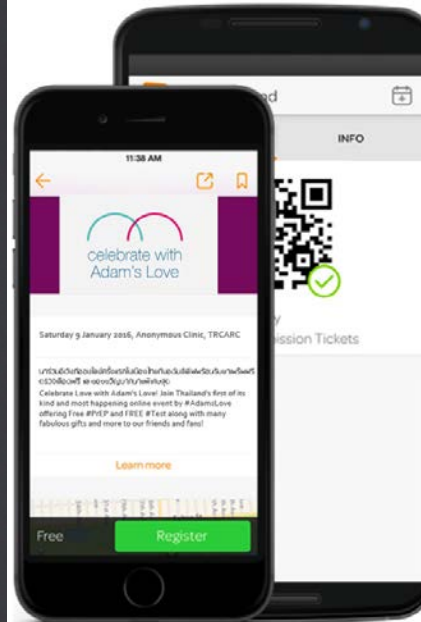 11:38 AM
celebrate with
Adam's Love
Saturday 9 January 2016, Anonymous Clinic, TRCARC
Celebrate Love with Adam's Love! Join Thailand's first of its
kind and most happening online event by #AdamsLove
offering Free #PrEP and FREE #Test along with many
fabulous gifts and more to our friends and fans!
Learn more
Free
Register
INFO
Tickets